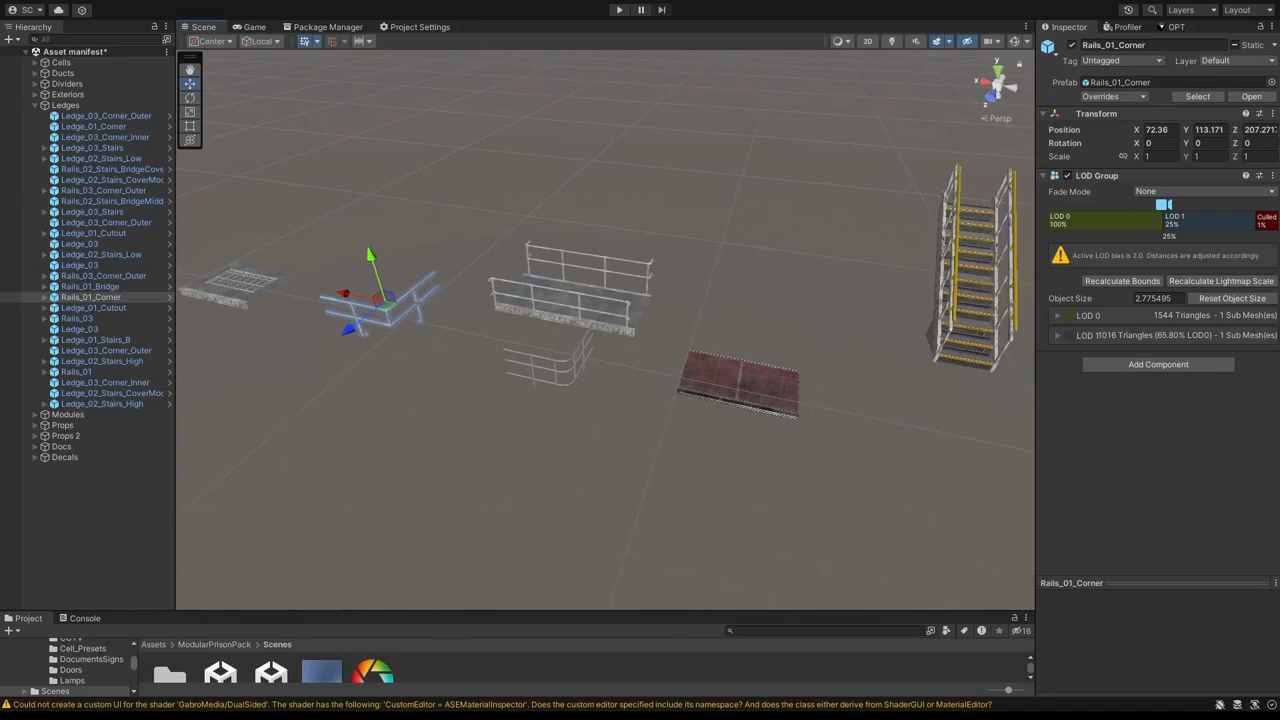 SC
Layers
Layout
Hierarchy
Scene
Game
Package Manager
Project Settings
Inspector
Profiler
OPT
All
Center
Local
2D
Rails_01_Corner
Static
Tag Untagged
Layer Default
Prefab
Rails_01_Corner
Overrides
Select
Open
Transform
Position X 72.36 Y 113.171 Z 207.271
Rotation X 0 Y 0 Z 0
Scale X 1 Y 1 Z 1
LOD Group
Fade Mode
None
LOD 0
100%
LOD 1
25%
Culled
1%
25%
Active LOD bias is 2.0. Distances are adjusted accordingly.
Recalculate Bounds
Recalculate Lightmap Scale
Object Size
2.775495
Reset Object Size
LOD 0
1544 Triangles - 1 Sub Mesh(es)
LOD 1
1016 Triangles (65.80% LOD0) - 1 Sub Mesh(es)
Add Component
Rails_01_Corner
Asset manifest*
Cells
Ducts
Dividers
Exteriors
Ledges
Ledge_03_Corner_Outer
Ledge_01_Corner
Ledge_03_Corner_Inner
Ledge_03_Stairs
Ledge_02_Stairs_Low
Rails_02_Stairs_BridgeCove
Ledge_02_Stairs_CoverMod
Rails_03_Corner_Outer
Rails_02_Stairs_BridgeMidd
Ledge_03_Stairs
Ledge_03_Corner_Outer
Ledge_01_Cutout
Ledge_03
Ledge_02_Stairs_Low
Ledge_03
Rails_03_Corner_Outer
Rails_01_Bridge
Rails_01_Corner
Ledge_01_Cutout
Rails_03
Ledge_03
Ledge_01_Stairs_B
Ledge_03_Corner_Outer
Ledge_02_Stairs_High
Rails_01
Ledge_03_Corner_Inner
Ledge_02_Stairs_CoverMod
Ledge_02_Stairs_High
Modules
Props
Props 2
Docs
Decals
y
x
z
Persp
Project
Console
16
Cell_Presets
DocumentsSigns
Doors
Lamps
Scenes
Assets
ModularPrisonPack
Scenes
Could not create a custom UI for the shader 'GabroMedia/DualSided'. The shader has the following: 'CustomEditor = ASEMaterialInspector'. Does the custom editor specified include its namespace? And does the class either derive from ShaderGUI or MaterialEditor?